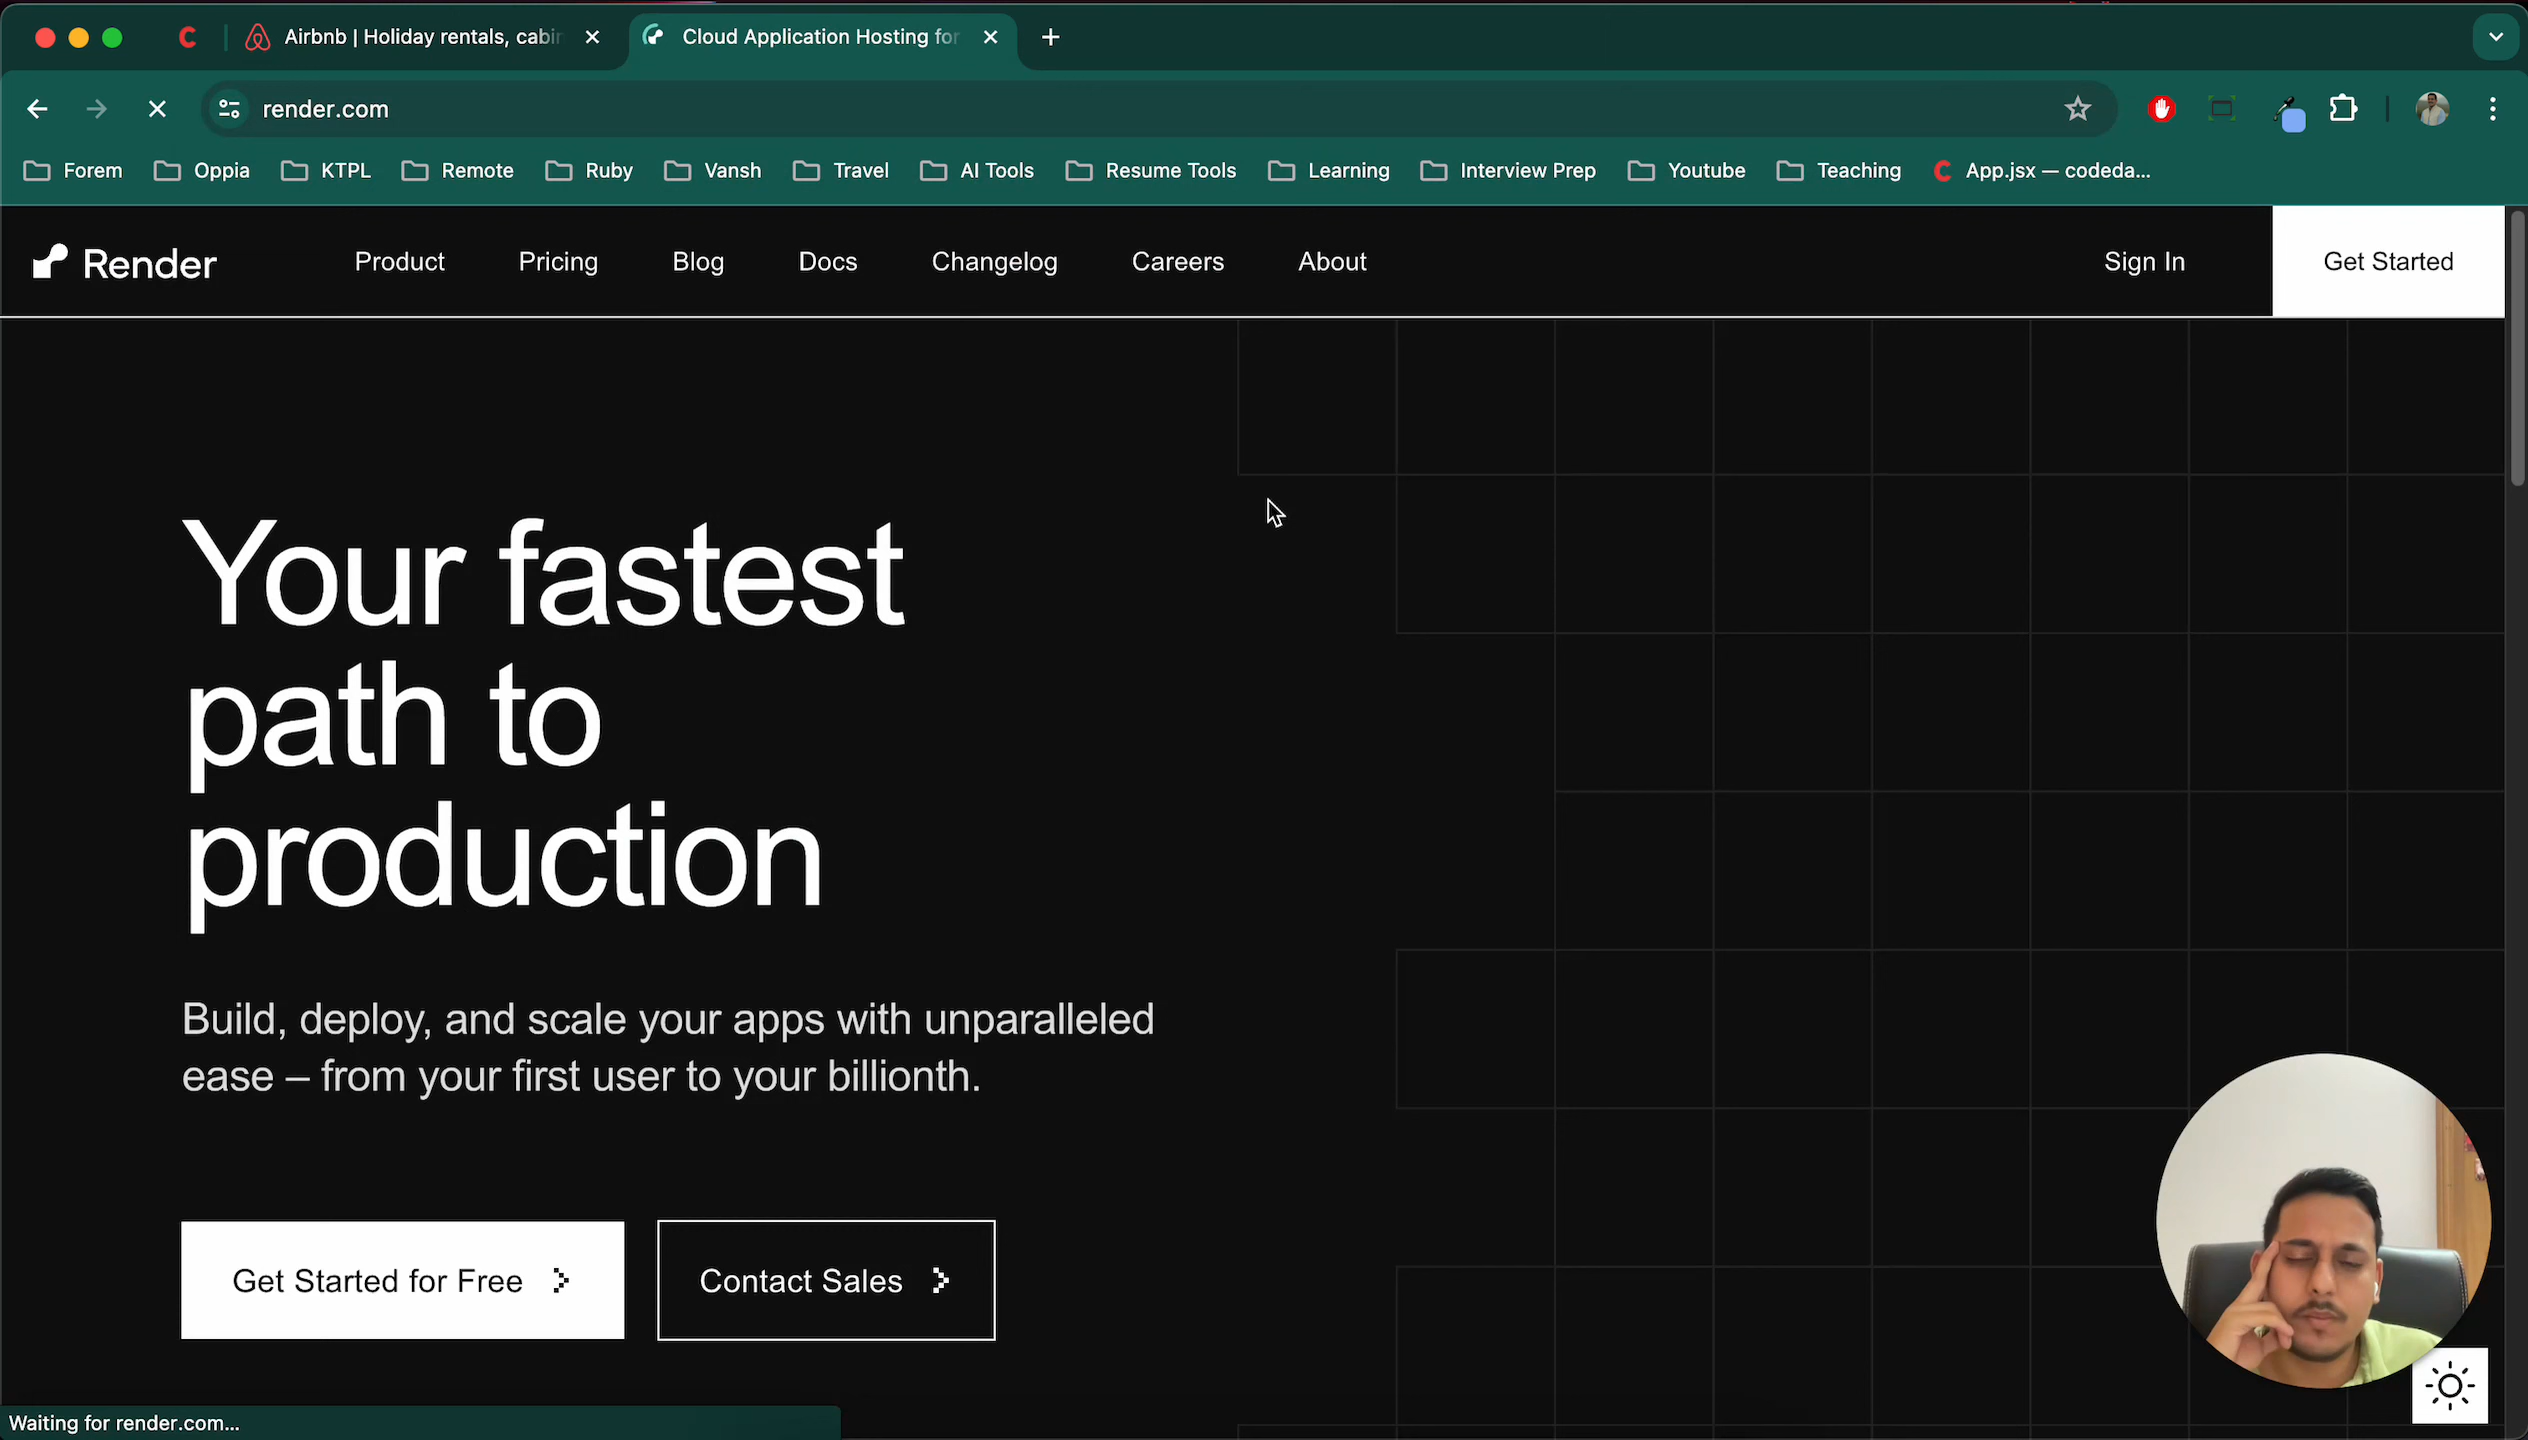 Airbnb | Holiday rentals, cabi
Cloud Application Hosting for
render.com
Forem
Oppia
KTPL
Remote
Ruby
Vansh
Travel
AI Tools
Resume Tools
Learning
Interview Prep
Youtube
Teaching
App.jsx — codeda...
Render
Product
Pricing
Blog
Docs
Changelog
Careers
About
Sign In
Get Started
Your fastest
path to
production
Build, deploy, and scale your apps with unparalleled
ease – from your first user to your billionth.
Get Started for Free
Contact Sales
Waiting for render.com...